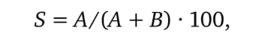 S = A/(A + B) · 100,